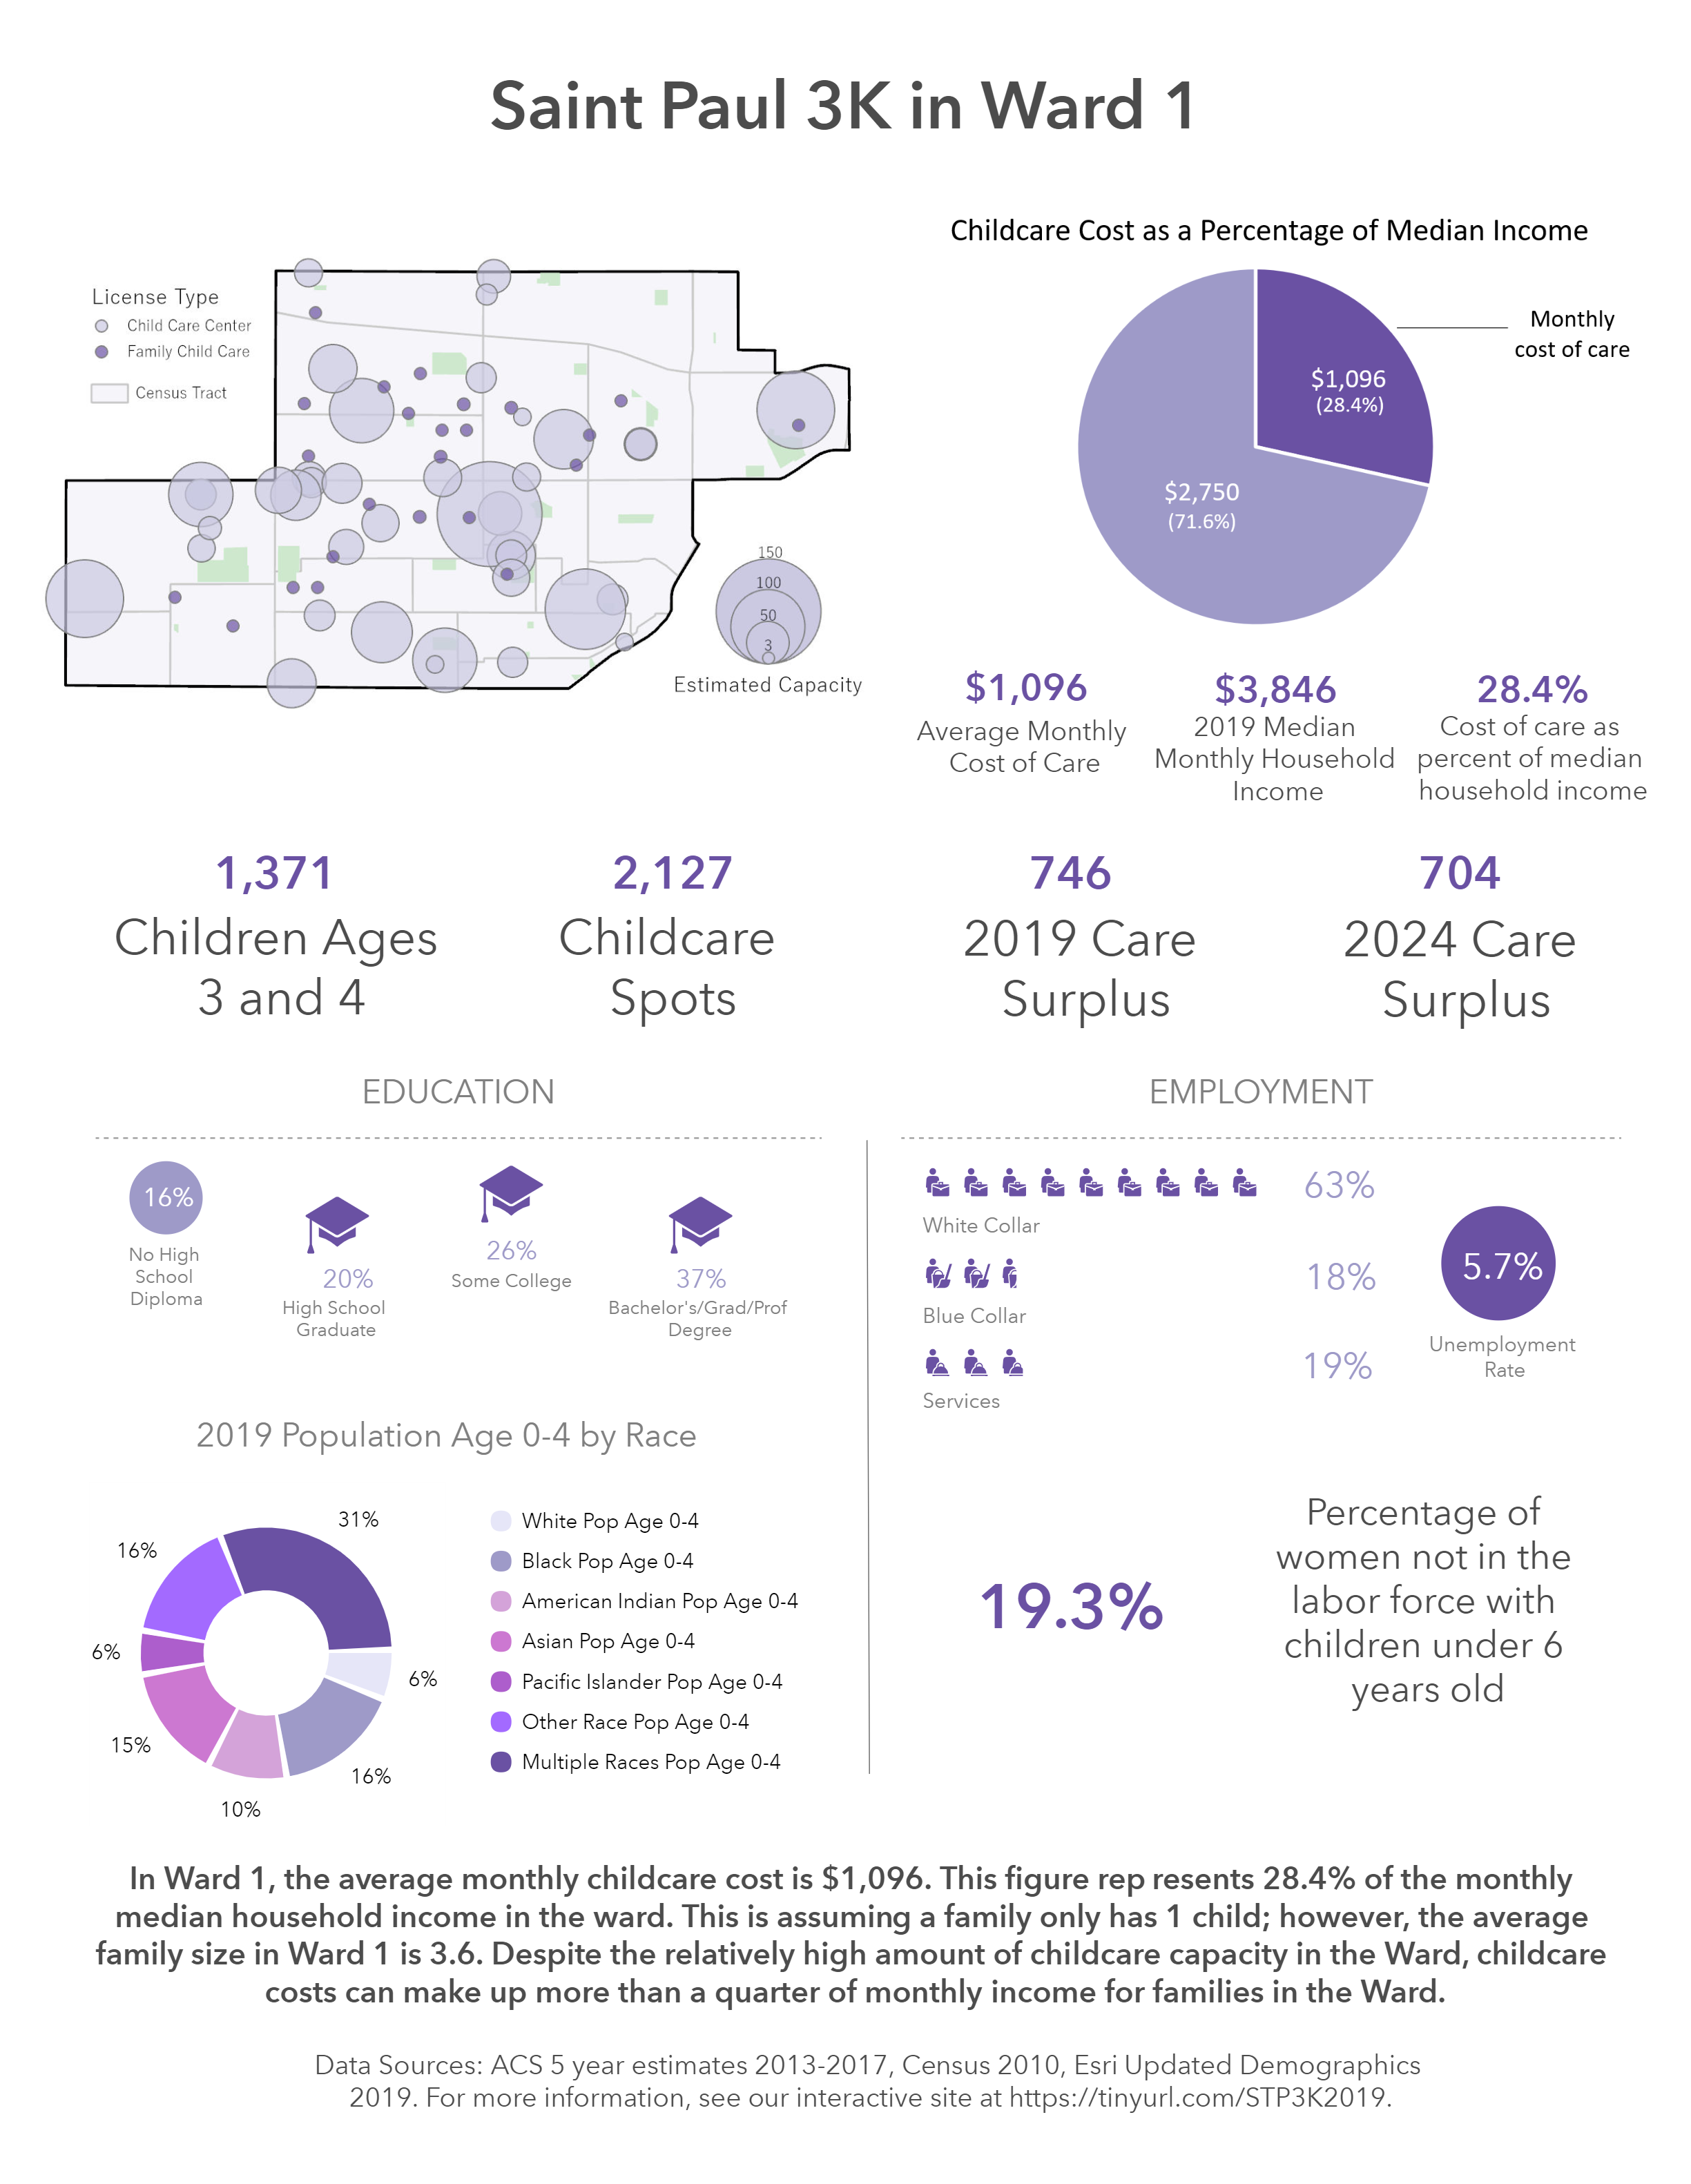 Saint Paul 3K in Ward 1
License Type
Child Care Center
Family Child Care
Census Tract
150
100
50
3
Estimated Capacity
Childcare Cost as a Percentage of Median Income
Monthly
cost of care
$1,096
(28.4%)
$2,750
(71.6%)
$1,096
Average Monthly
Cost of Care
$3,846
2019 Median
Monthly Household
Income
28.4%
Cost of care as
percent of median
household income
1,371
Children Ages
3 and 4
2,127
Childcare
Spots
746
2019 Care
Surplus
704
2024 Care
Surplus
EDUCATION
16%
No High
School
Diploma
20%
High School
Graduate
26%
Some College
37%
Bachelor's/Grad/Prof
Degree
EMPLOYMENT
63%
White Collar
18%
Blue Collar
19%
Services
5.7%
Unemployment
Rate
2019 Population Age 0-4 by Race
31%
16%
6%
6%
15%
16%
10%
White Pop Age 0-4
Black Pop Age 0-4
American Indian Pop Age 0-4
Asian Pop Age 0-4
Pacific Islander Pop Age 0-4
Other Race Pop Age 0-4
Multiple Races Pop Age 0-4
19.3%
Percentage of
women not in the
labor force with
children under 6
years old
In Ward 1, the average monthly childcare cost is $1,096. This figure rep resents 28.4% of the monthly
median household income in the ward. This is assuming a family only has 1 child; however, the average
family size in Ward 1 is 3.6. Despite the relatively high amount of childcare capacity in the Ward, childcare
costs can make up more than a quarter of monthly income for families in the Ward.
Data Sources: ACS 5 year estimates 2013-2017, Census 2010, Esri Updated Demographics
2019. For more information, see our interactive site at https://tinyurl.com/STP3K2019.